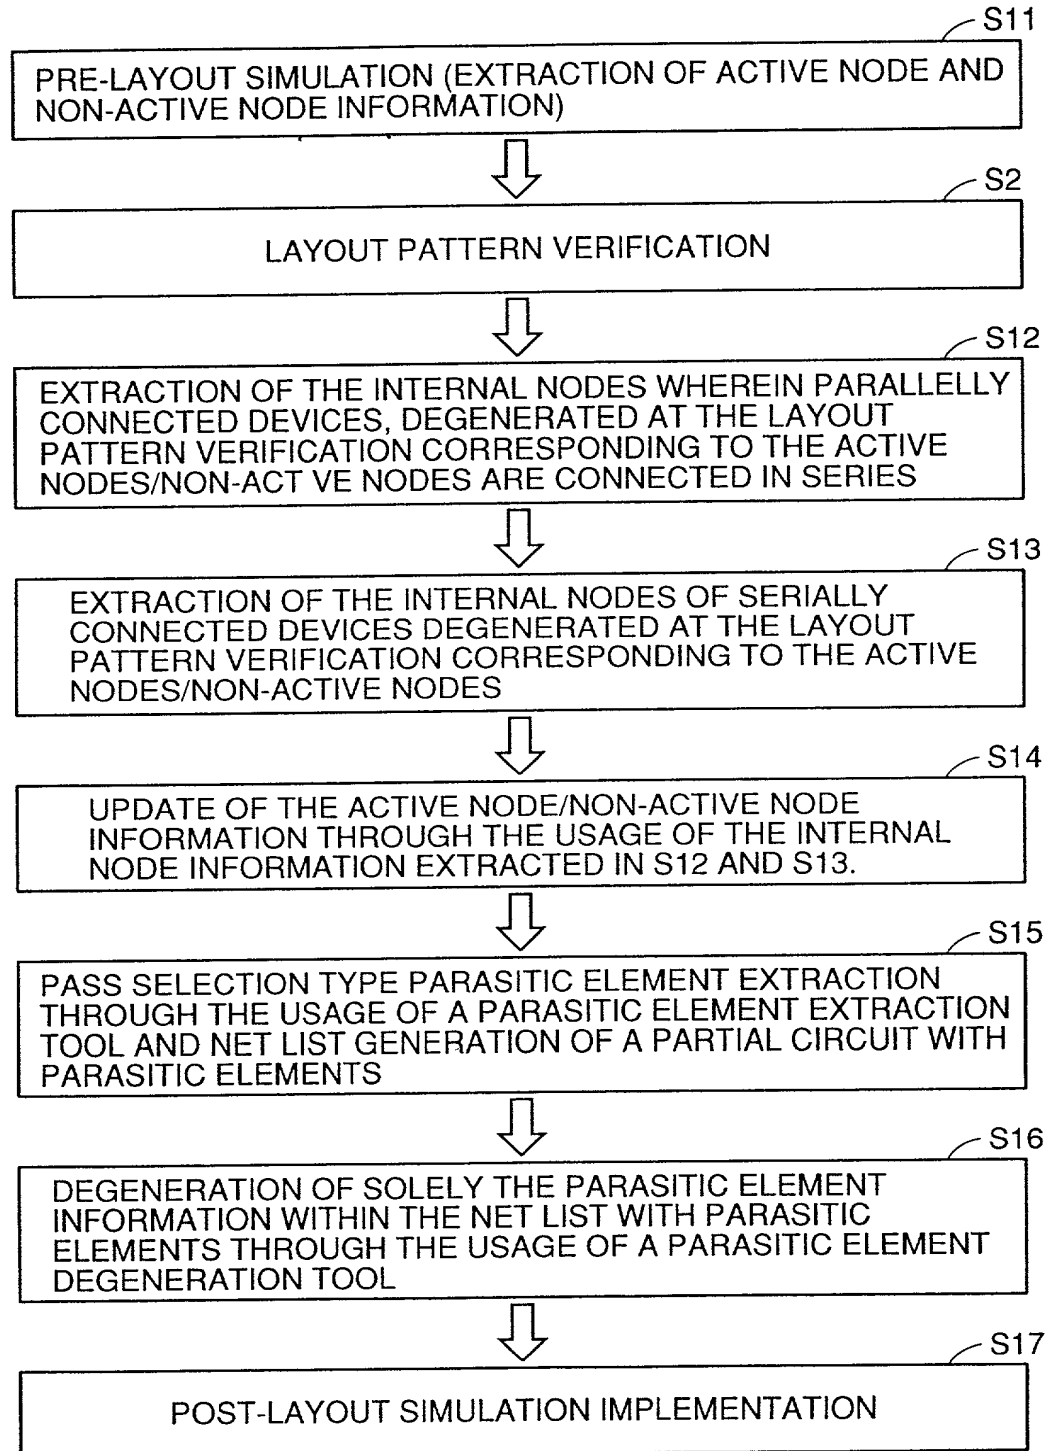 S11
PRE-LAYOUT SIMULATION (EXTRACTION OF ACTIVE NODE AND
NON-ACTIVE NODE INFORMATION)
S2
LAYOUT PATTERN VERIFICATION
S12
EXTRACTION OF THE INTERNAL NODES WHEREIN PARALLELLY
CONNECTED DEVICES, DEGENERATED AT THE LAYOUT
PATTERN VERIFICATION CORRESPONDING TO THE ACTIVE
NODES/NON-ACT VE NODES ARE CONNECTED IN SERIES
S13
EXTRACTION OF THE INTERNAL NODES OF SERIALLY
CONNECTED DEVICES DEGENERATED AT THE LAYOUT
PATTERN VERIFICATION CORRESPONDING TO THE ACTIVE
NODES/NON-ACTIVE NODES
S14
UPDATE OF THE ACTIVE NODE/NON-ACTIVE NODE
INFORMATION THROUGH THE USAGE OF THE INTERNAL
NODE INFORMATION EXTRACTED IN S12 AND S13.
S15
PASS SELECTION TYPE PARASITIC ELEMENT EXTRACTION
THROUGH THE USAGE OF A PARASITIC ELEMENT EXTRACTION
TOOL AND NET LIST GENERATION OF A PARTIAL CIRCUIT WITH
PARASITIC ELEMENTS
S16
DEGENERATION OF SOLELY THE PARASITIC ELEMENT
INFORMATION WITHIN THE NET LIST WITH PARASITIC
ELEMENTS THROUGH THE USAGE OF A PARASITIC ELEMENT
DEGENERATION TOOL
S17
POST-LAYOUT SIMULATION IMPLEMENTATION